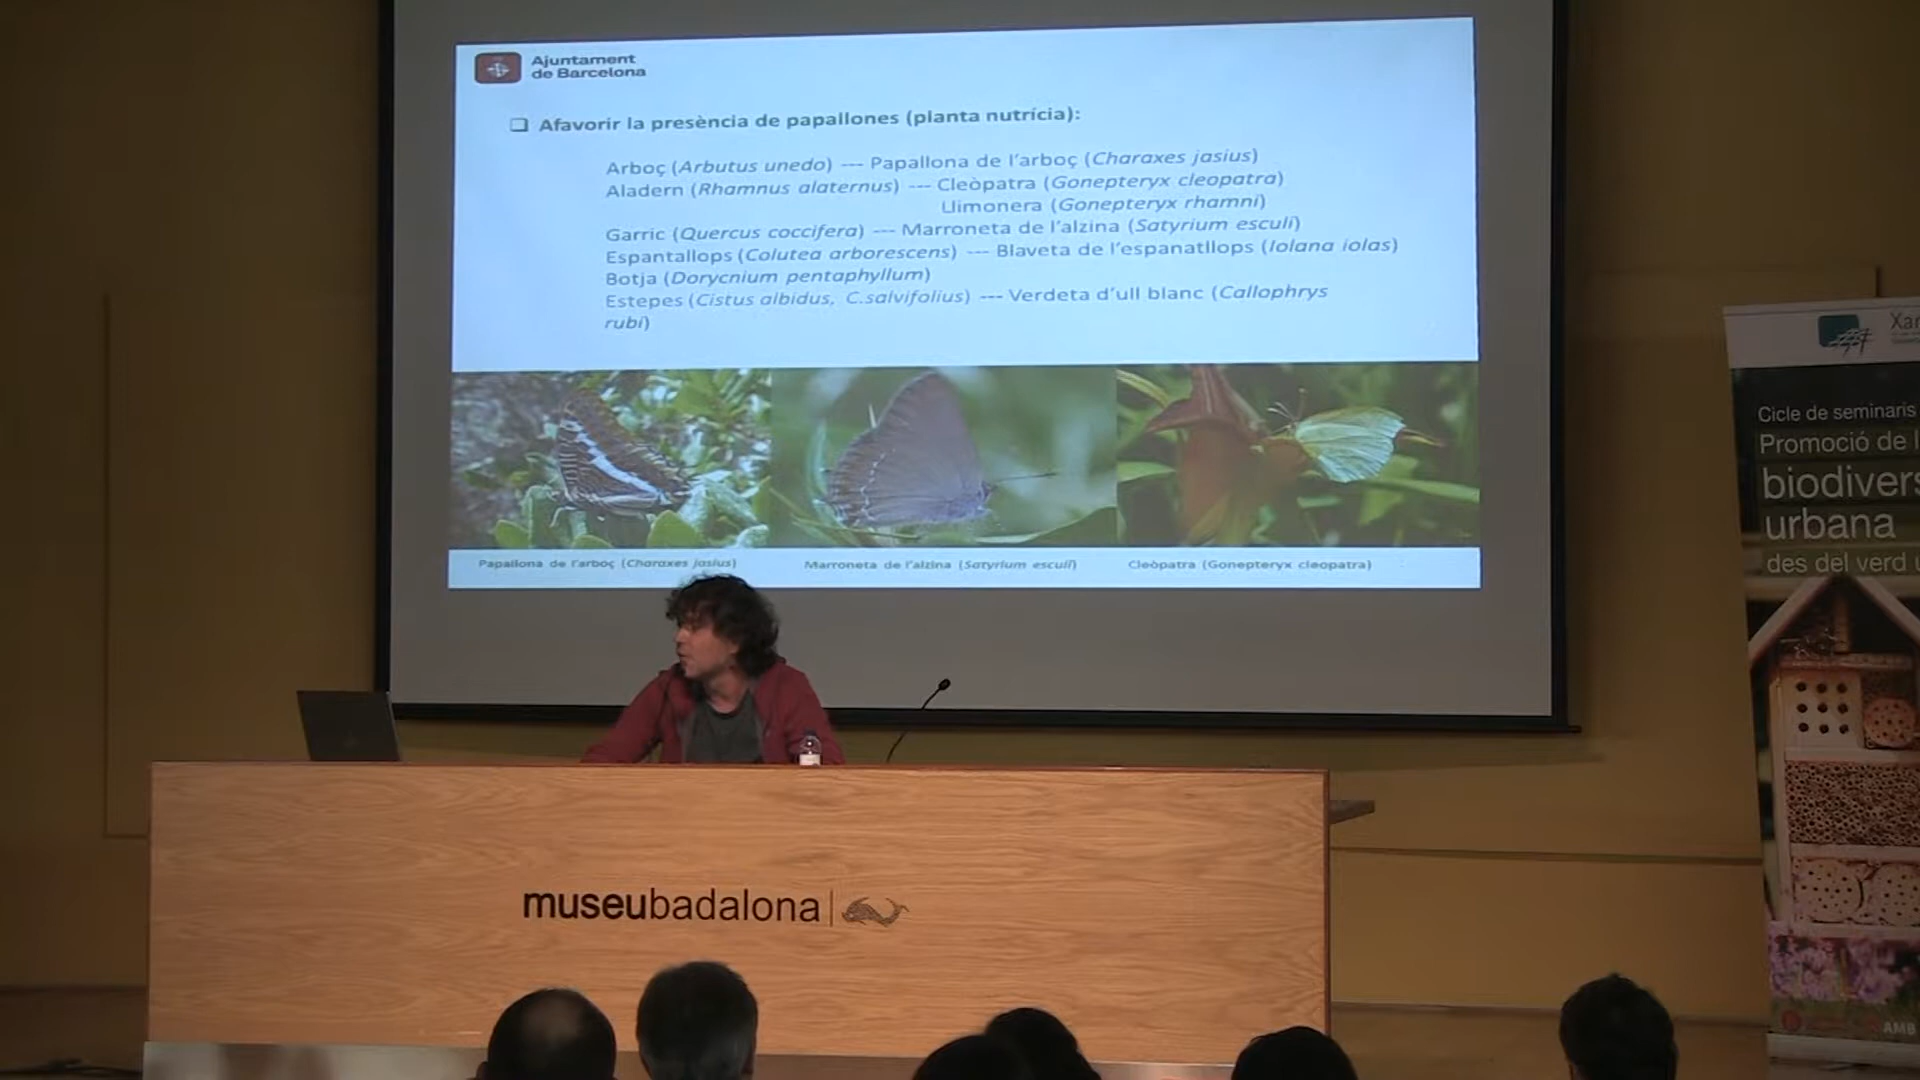 Ajuntament
de Barcelona
Afavorir la presència de papallones (planta nutrícia):
Arboç (Arbutus unedo) --- Papallona de l'arboç (Charaxes jasius)
Aladern (Rhamnus alaternus) --- Cleòpatra (Gonepteryx cleopatra)
Llimonera (Gonepteryx rhamni)
Garric (Quercus coccifera) --- Marroneta de l'alzina (Satyrium esculi)
Espantallops (Colutea arborescens) --- Blaveta de l'espanatllops (Iolana iolas)
Botja (Dorycnium pentaphyllum)
Estepes (Cistus albidus, C.salvifolius) --- Verdeta d'ull blanc (Callophrys
rubi)
Papallona de l'arboç (Charaxes jasius)
Marroneta de l'alzina (Satyrium esculi)
Cleòpatra (Gonepteryx cleopatra)
museubadalona
Xar
Cicle de seminaris
Promoció de l
biodivers
urbana
des del verd u
AMB